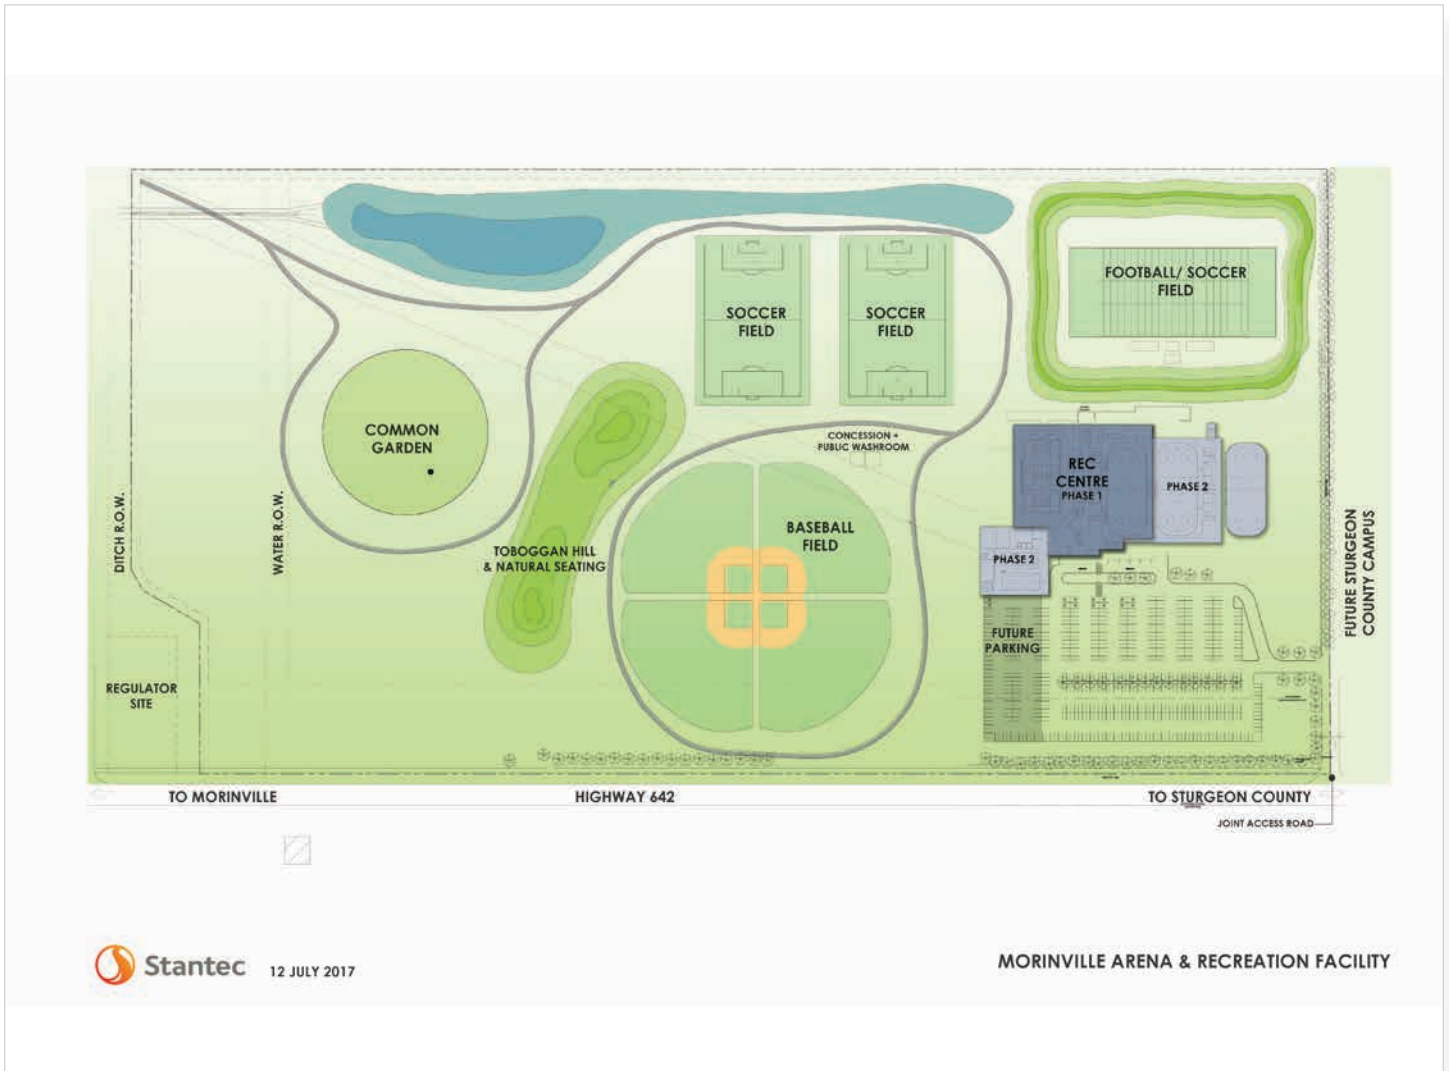 FOOTBALL/ SOCCER
FIELD
SOCCER
FIELD
SOCCER
FIELD
COMMON
GARDEN
CONCESSION +
PUBLIC WASHROOM
REC
CENTRE
PHASE 1
PHASE 2
BASEBALL
FIELD
TOBOGGAN HILL
& NATURAL SEATING
PHASE 2
DITCH R.O.W.
WATER R.O.W.
FUTURE STURGEON
COUNTY CAMPUS
FUTURE
PARKING
REGULATOR
SITE
TO MORINVILLE
HIGHWAY 642
TO STURGEON COUNTY
JOINT ACCESS ROAD
Stantec
12 JULY 2017
MORINVILLE ARENA & RECREATION FACILITY